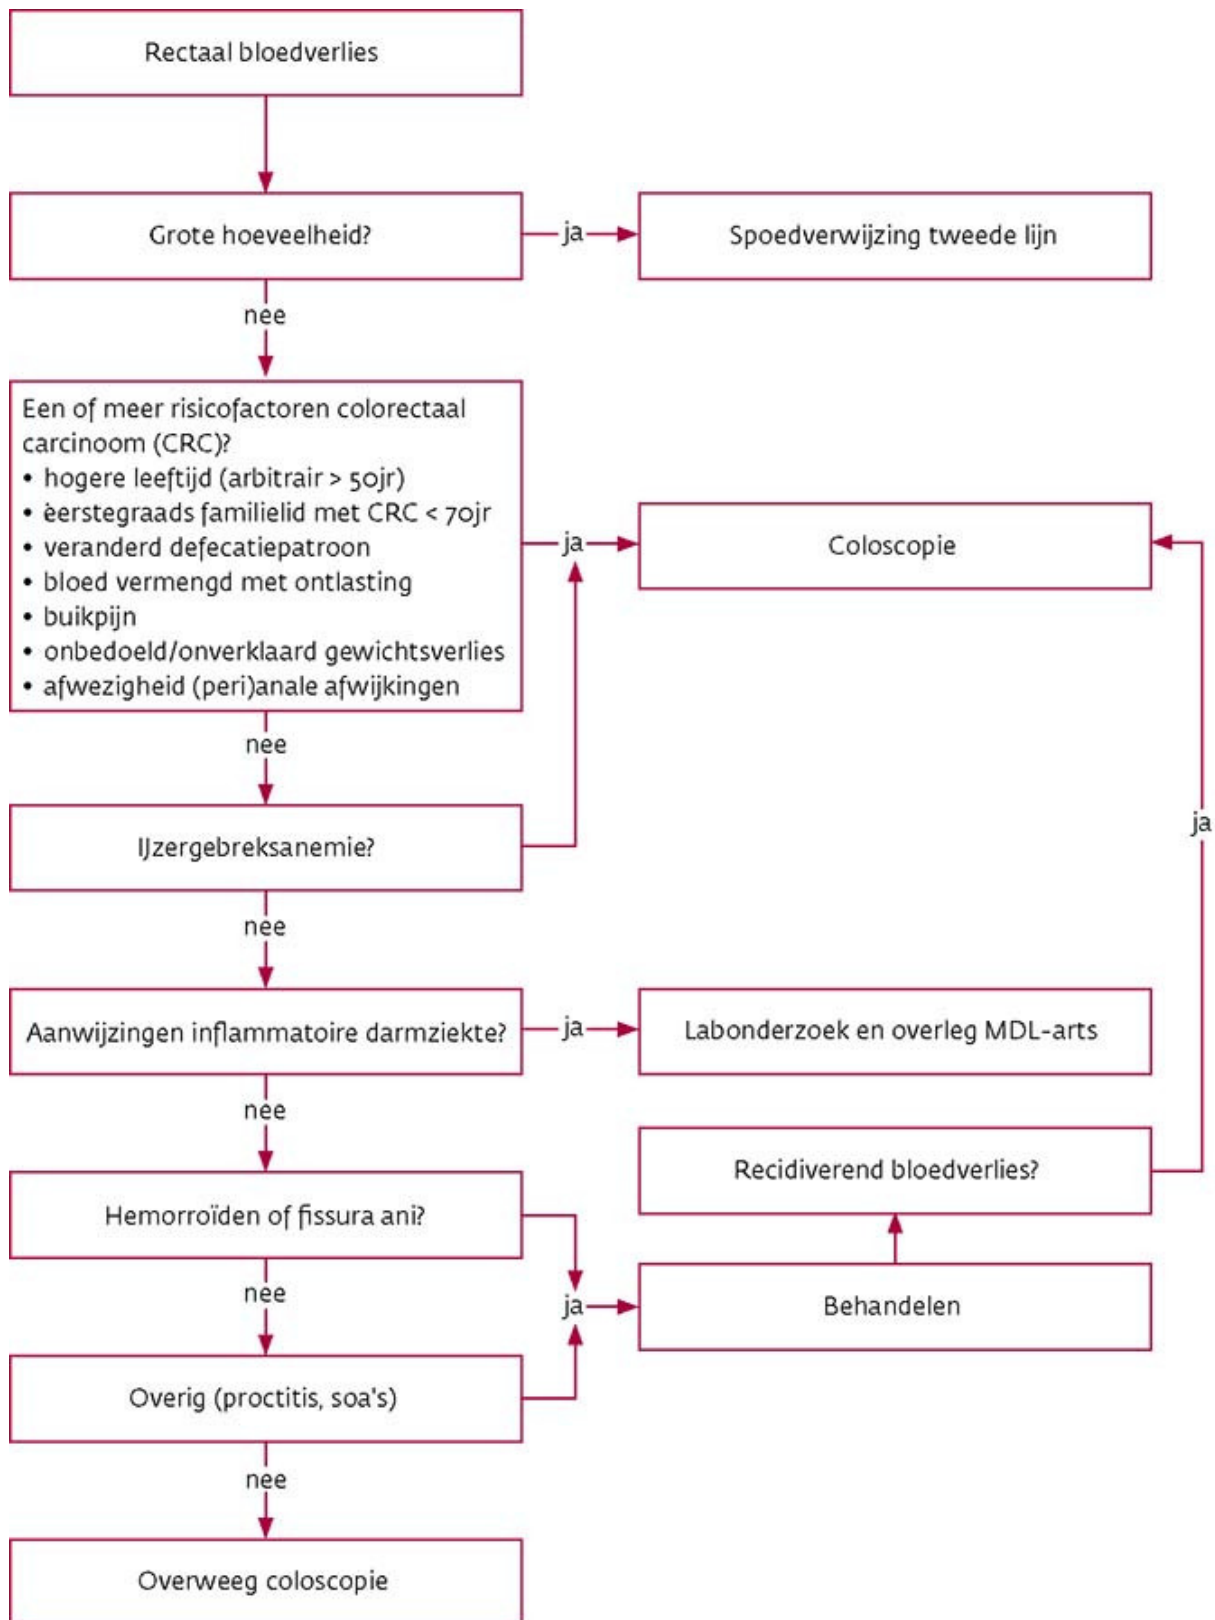 Rectaal bloedverlies
Grote hoeveelheid?
ja
Spoedverwijzing tweede lijn
nee
Een of meer risicofactoren colorectaal
carcinoom (CRC)?
• hogere leeftijd (arbitrair > 50jr)
• èerstegraads familielid met CRC < 70jr
• veranderd defecatiepatroon
• bloed vermengd met ontlasting
• buikpijn
• onbedoeld/onverklaard gewichtsverlies
• afwezigheid (peri)anale afwijkingen
ja
Coloscopie
nee
IJzergebreksanemie?
ja
nee
Aanwijzingen inflammatoire darmziekte?
ja
Labonderzoek en overleg MDL-arts
nee
Recidiverend bloedverlies?
Hemorroïden of fissura ani?
nee
ja
Behandelen
Overig (proctitis, soa's)
nee
Overweeg coloscopie